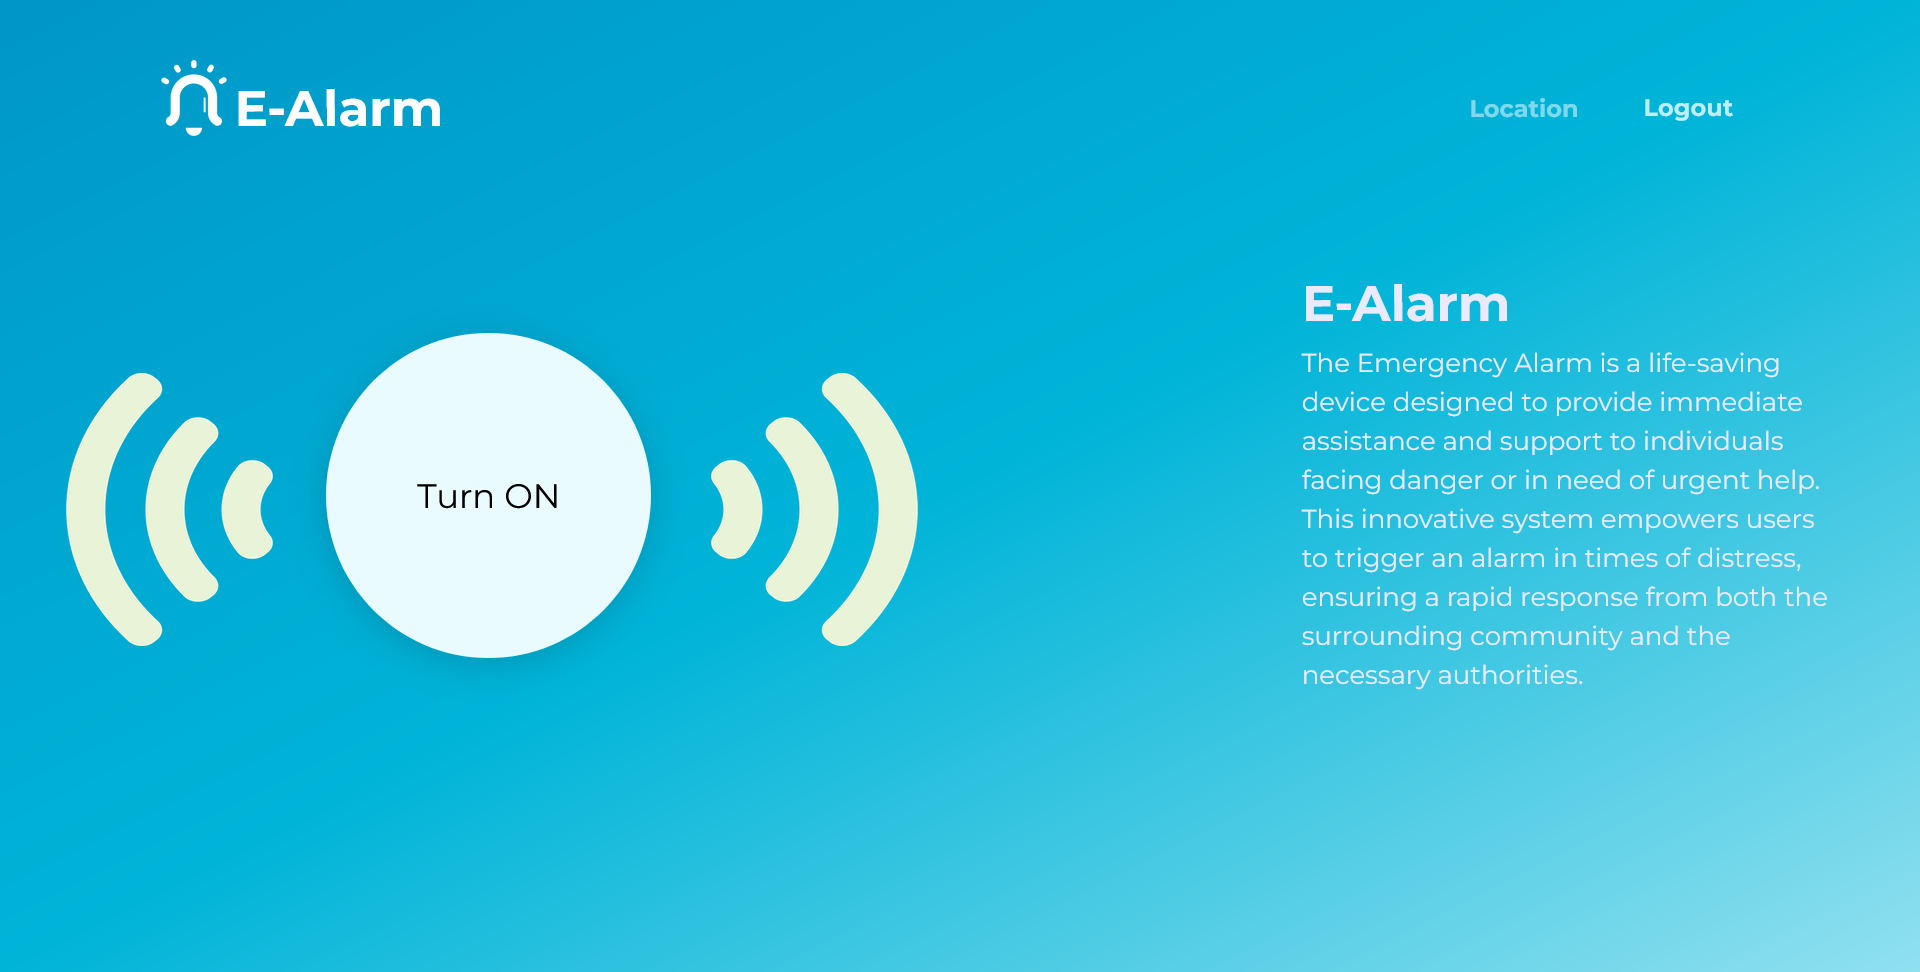 E-Alarm
Location
Logout
Turn ON
E-Alarm
The Emergency Alarm is a life-saving
device designed to provide immediate
assistance and support to individuals
facing danger or in need of urgent help.
This innovative system empowers users
to trigger an alarm in times of distress,
ensuring a rapid response from both the
surrounding community and the
necessary authorities.